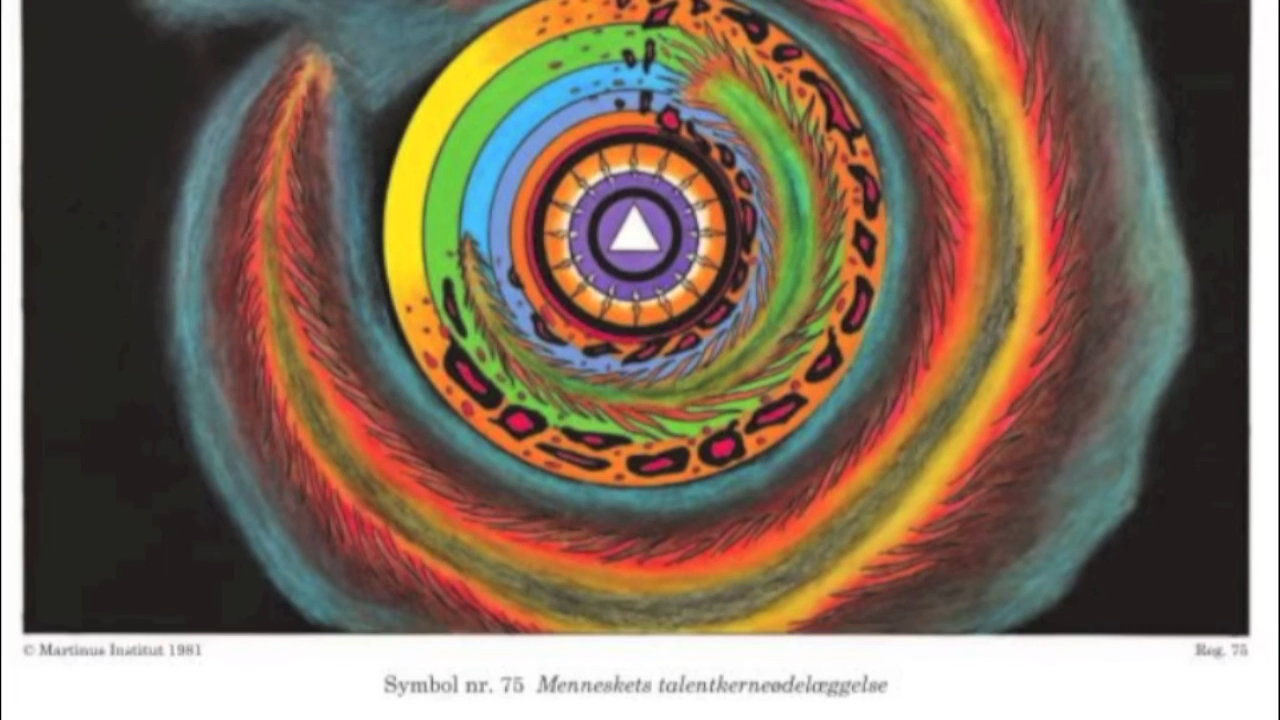 © Martinus Institut 1981
Reg. 75
Symbol nr. 75 Menneskets talentkerneødelæggelse